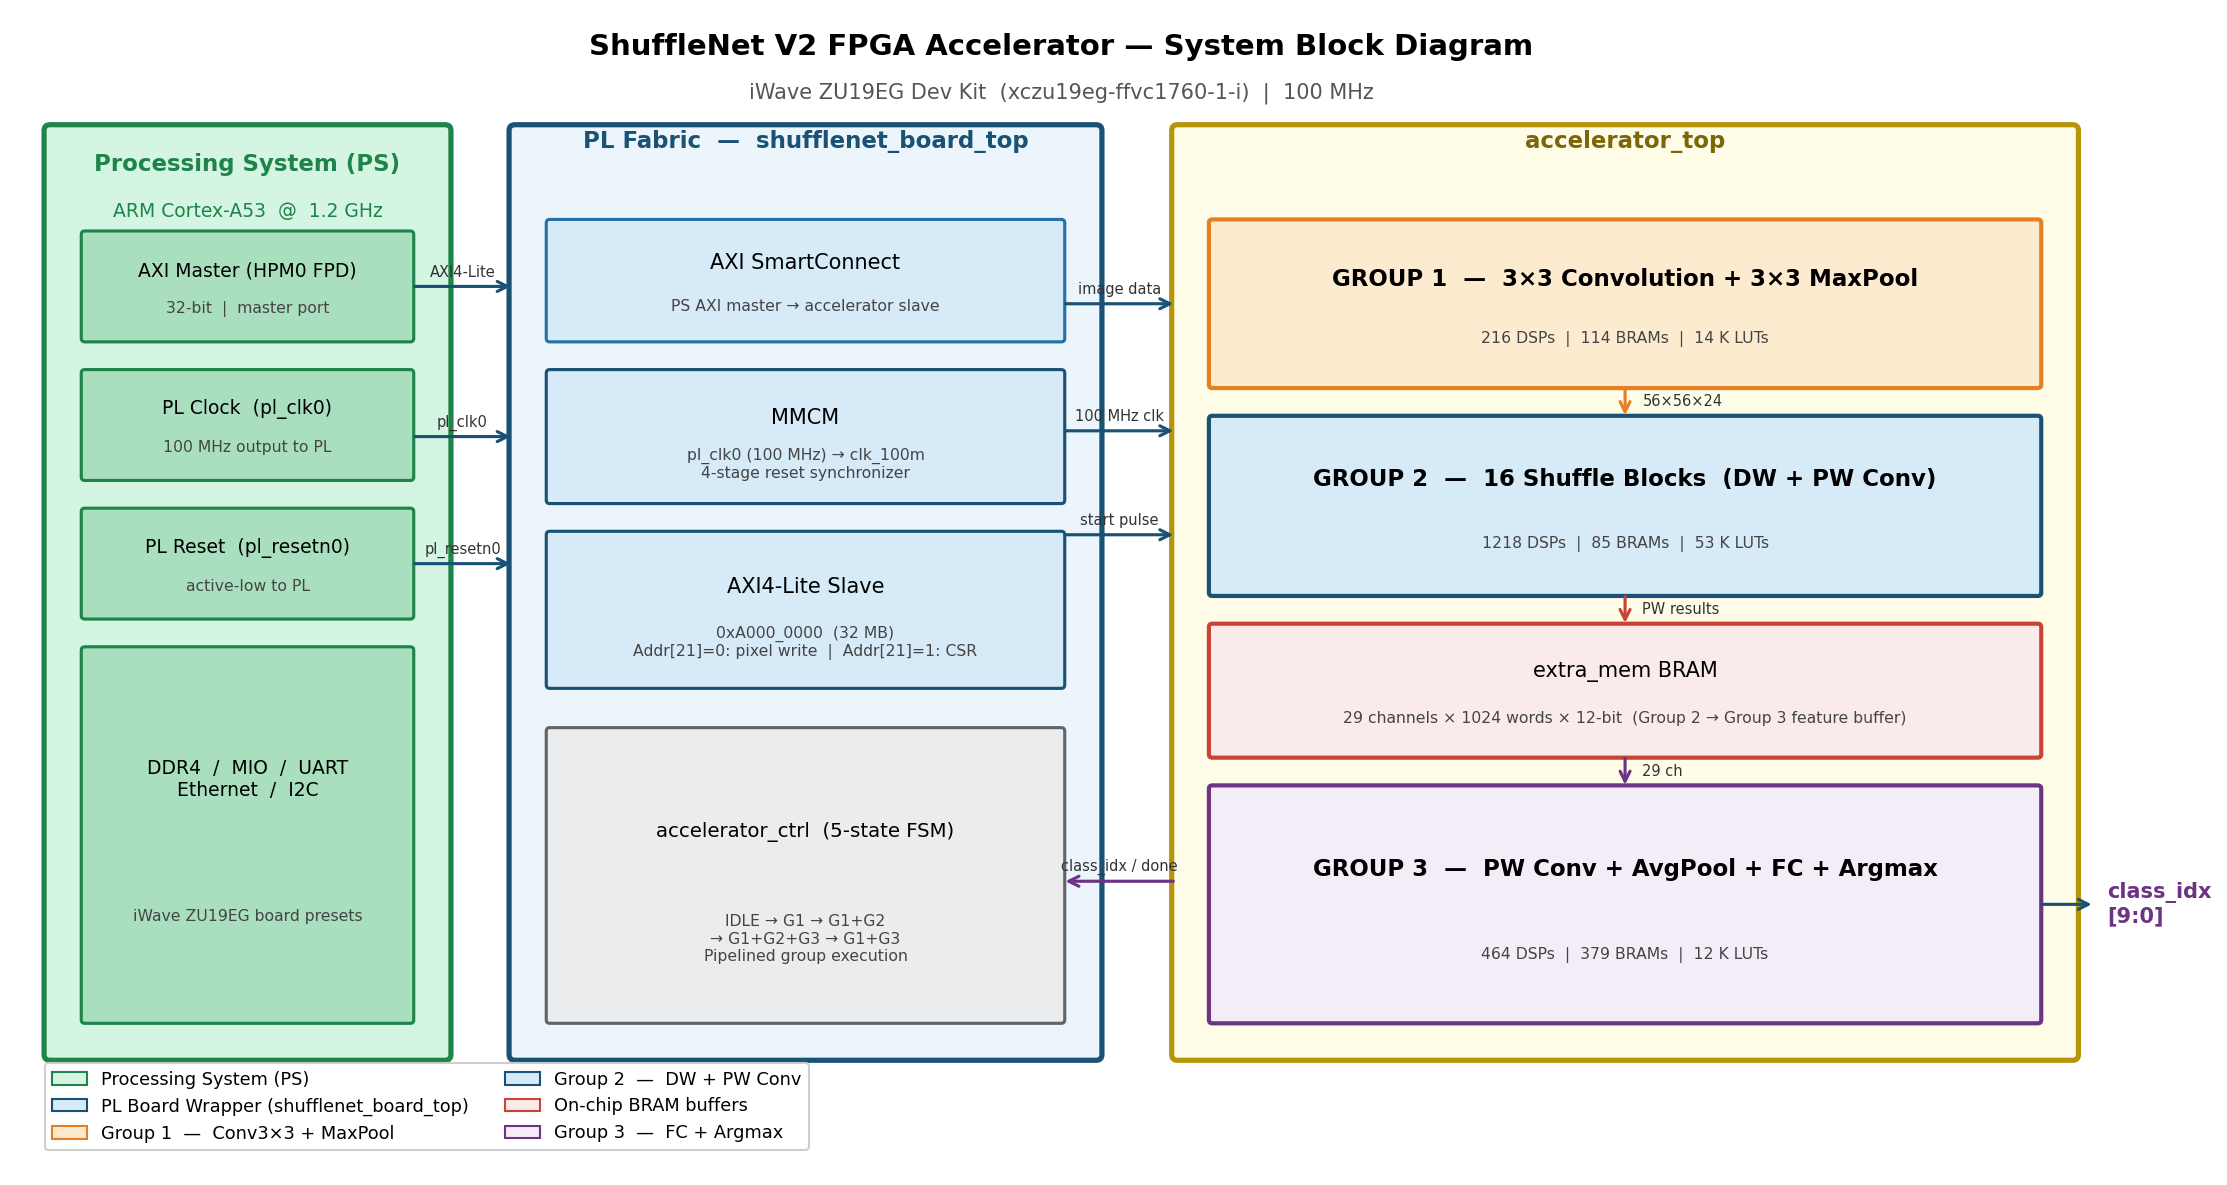 ShuffleNet V2 FPGA Accelerator — System Block Diagram
iWave ZU19EG Dev Kit  (xczu19eg-ffvc1760-1-i)  |  100 MHz
Processing System (PS)
ARM Cortex-A53  @  1.2 GHz
AXI Master (HPM0 FPD)
32-bit  |  master port
PL Clock  (pl_clk0)
100 MHz output to PL
PL Reset  (pl_resetn0)
active-low to PL
DDR4  /  MIO  /  UART
Ethernet  /  I2C
iWave ZU19EG board presets
AXI4-Lite
pl_clk0
pl_resetn0
PL Fabric  —  shufflenet_board_top
AXI SmartConnect
PS AXI master → accelerator slave
MMCM
pl_clk0 (100 MHz) → clk_100m
4-stage reset synchronizer
AXI4-Lite Slave
0xA000_0000  (32 MB)
Addr[21]=0: pixel write  |  Addr[21]=1: CSR
accelerator_ctrl  (5-state FSM)
IDLE → G1 → G1+G2
→ G1+G2+G3 → G1+G3
Pipelined group execution
image data
100 MHz clk
start pulse
class_idx / done
accelerator_top
GROUP 1  —  3×3 Convolution + 3×3 MaxPool
216 DSPs  |  114 BRAMs  |  14 K LUTs
56×56×24
GROUP 2  —  16 Shuffle Blocks  (DW + PW Conv)
1218 DSPs  |  85 BRAMs  |  53 K LUTs
PW results
extra_mem BRAM
29 channels × 1024 words × 12-bit  (Group 2 → Group 3 feature buffer)
29 ch
GROUP 3  —  PW Conv + AvgPool + FC + Argmax
464 DSPs  |  379 BRAMs  |  12 K LUTs
class_idx
[9:0]
Processing System (PS)
PL Board Wrapper (shufflenet_board_top)
Group 1  —  Conv3×3 + MaxPool
Group 2  —  DW + PW Conv
On-chip BRAM buffers
Group 3  —  FC + Argmax